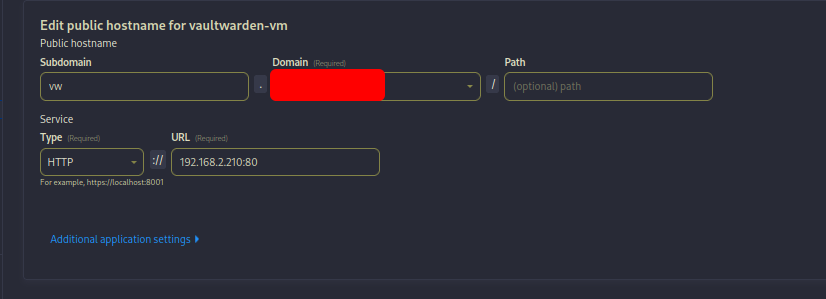 Edit public hostname for vaultwarden-vm
Public hostname
Subdomain Domain (Required) Path
vw . / (optional) path
Service
Type (Required) URL (Required)
HTTP :// 192.168.2.210:80
For example, https://localhost:8001
Additional application settings